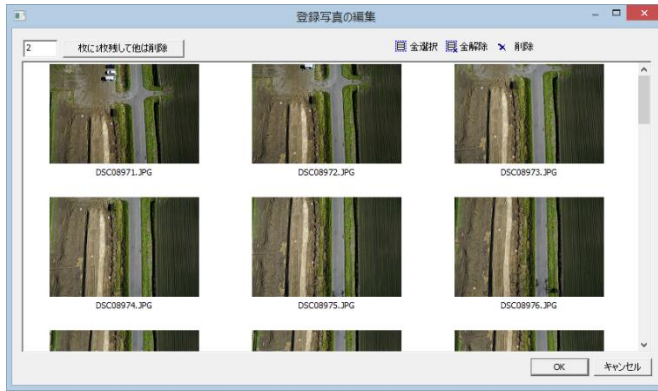 登録写真の編集
2 枚に1枚残して他は削除 全選択 全解除 削除
DSC08971.JPG DSC08972.JPG DSC08973.JPG
DSC08974.JPG DSC08975.JPG DSC08976.JPG
OK キャンセル